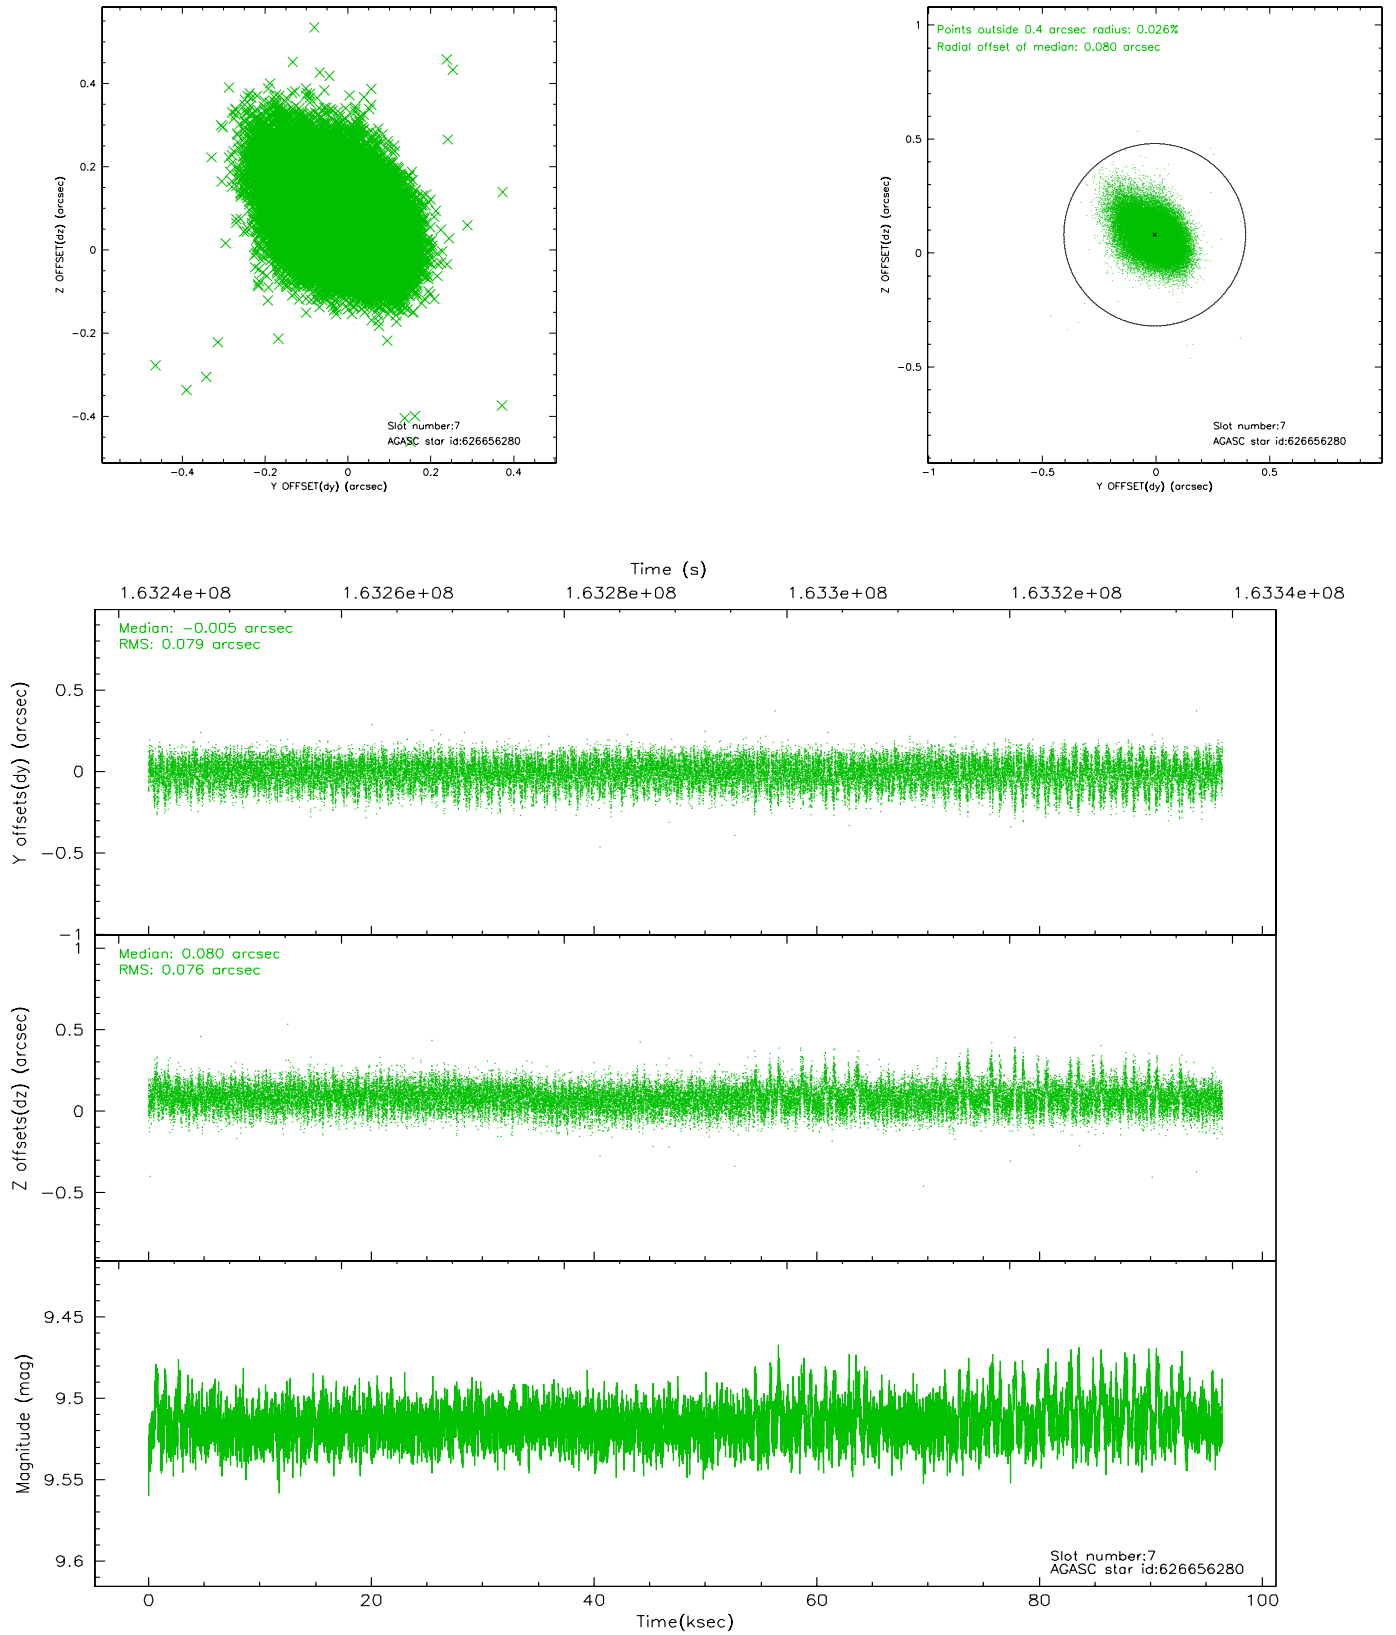 0.4
0.2
0
−0.2
−0.4
Z OFFSET(dz) (arcsec)
Slot number:7
AGASC star id:626656280
−0.4 −0.2 0 0.2 0.4
Y OFFSET(dy) (arcsec)
Points outside 0.4 arcsec radius: 0.026%
Radial offset of median: 0.080 arcsec
1
0.5
0
−0.5
Z OFFSET(dz) (arcsec)
Slot number:7
AGASC star id:626656280
−1 −0.5 0 0.5
Y OFFSET(dy) (arcsec)
Time (s)
1.6324e+08 1.6326e+08 1.6328e+08 1.633e+08 1.6332e+08 1.6334e+08
Median: −0.005 arcsec
RMS: 0.079 arcsec
0.5
0
−0.5
−1
Y offsets(dy) (arcsec)
Median: 0.080 arcsec
RMS: 0.076 arcsec
1
0.5
0
−0.5
Z offsets(dz) (arcsec)
9.45
9.5
9.55
9.6
Magnitude (mag)
Slot number:7
AGASC star id:626656280
0 20 40 60 80 100
Time(ksec)